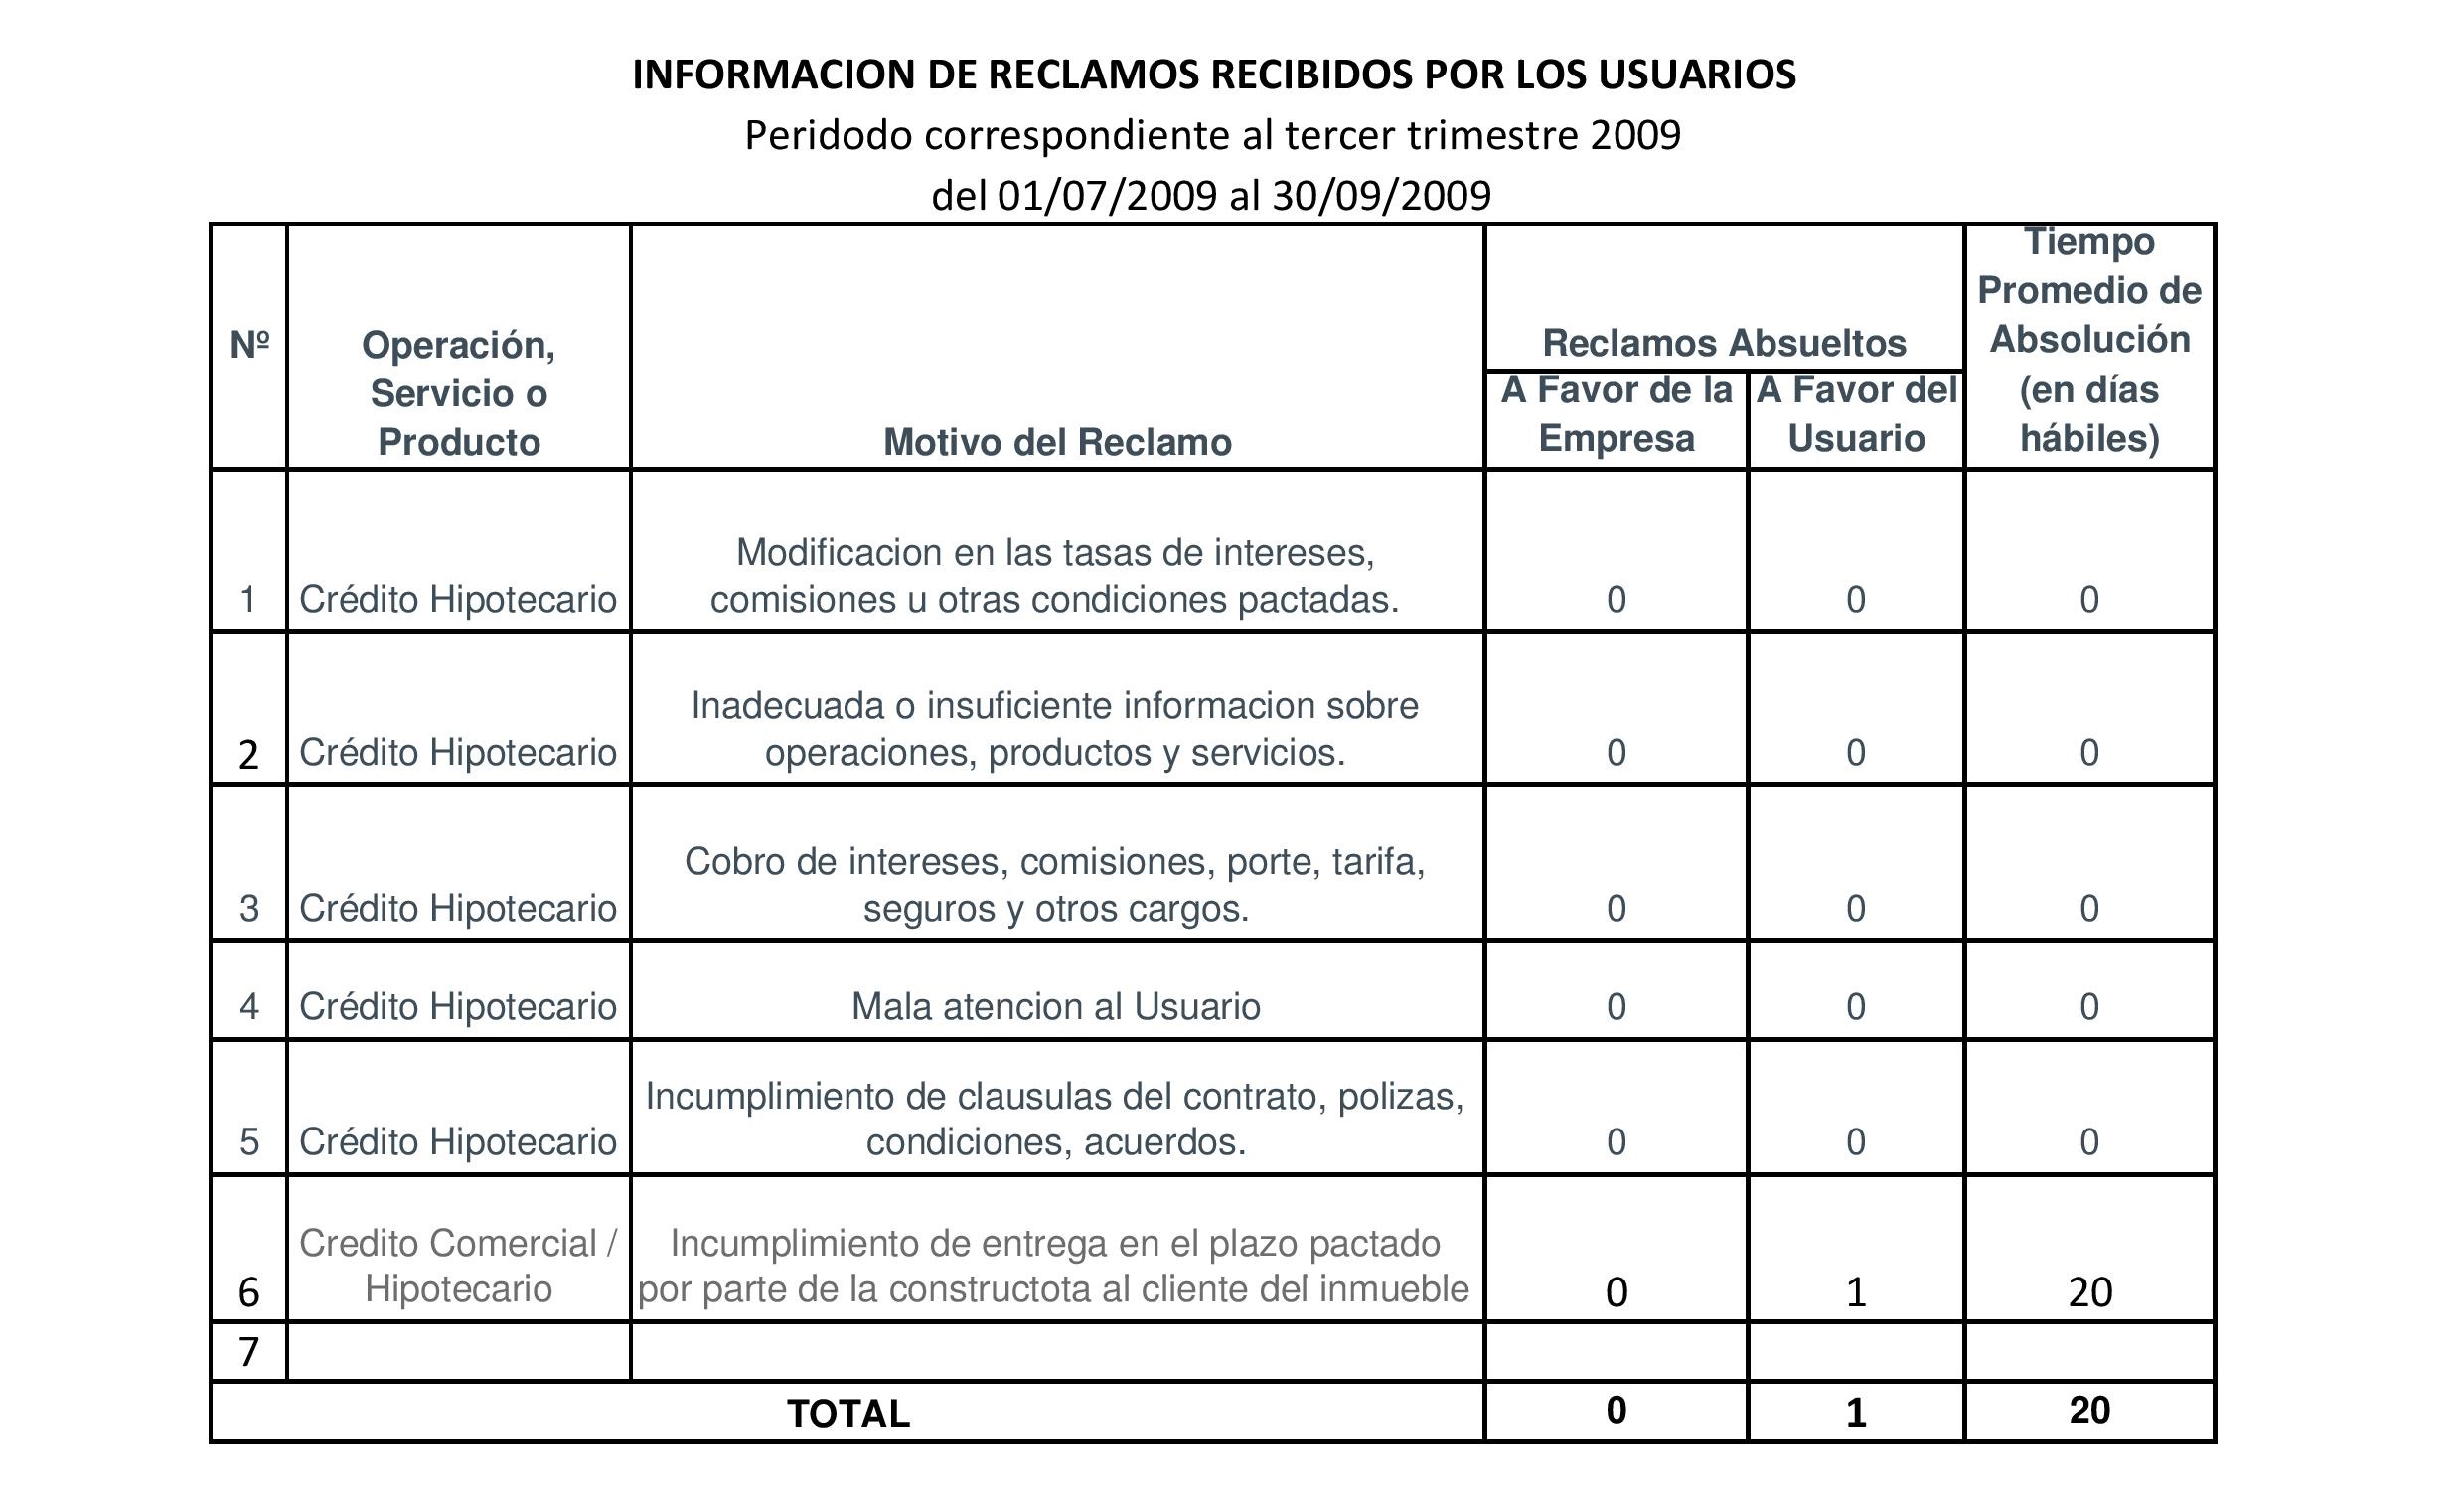 INFORMACION DE RECLAMOS RECIBIDOS POR LOS USUARIOS
Peridodo correspondiente al tercer trimestre 2009
del 01/07/2009 al 30/09/2009
Nº
Operación,
Servicio o
Producto
Motivo del Reclamo
Reclamos Absueltos
A Favor de la
Empresa
A Favor del
Usuario
Tiempo
Promedio de
Absolución
(en días
hábiles)
1
Crédito Hipotecario
Modificacion en las tasas de intereses,
comisiones u otras condiciones pactadas.
0
0
0
2
Crédito Hipotecario
Inadecuada o insuficiente informacion sobre
operaciones, productos y servicios.
0
0
0
3
Crédito Hipotecario
Cobro de intereses, comisiones, porte, tarifa,
seguros y otros cargos.
0
0
0
4
Crédito Hipotecario
Mala atencion al Usuario
0
0
0
5
Crédito Hipotecario
Incumplimiento de clausulas del contrato, polizas,
condiciones, acuerdos.
0
0
0
6
Credito Comercial /
Hipotecario
Incumplimiento de entrega en el plazo pactado
por parte de la constructota al cliente del inmueble
0
1
20
7
TOTAL
0
1
20